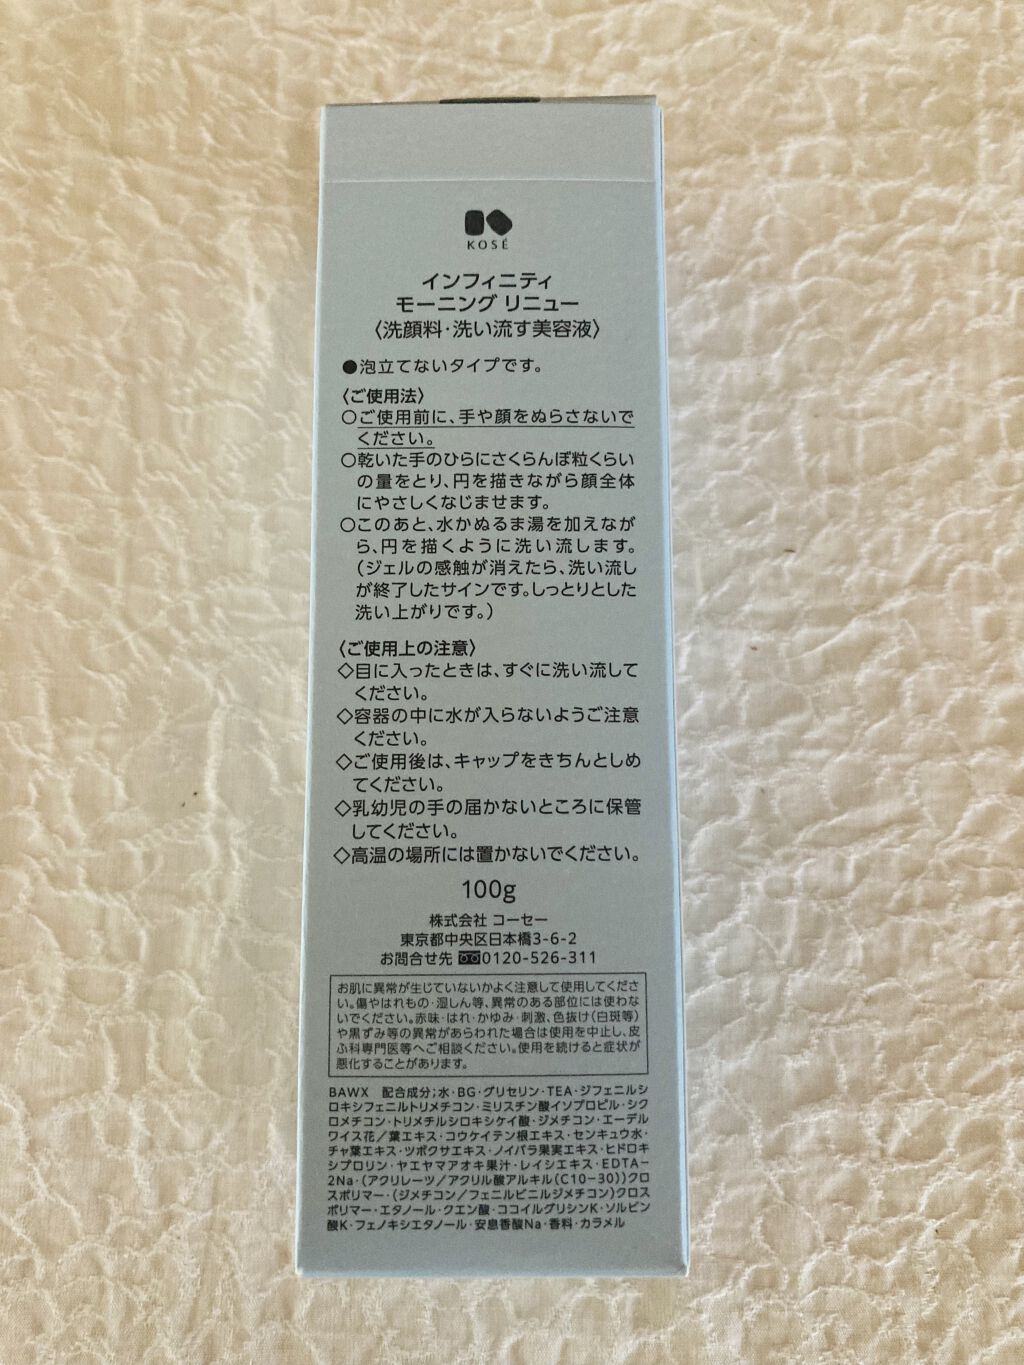 KOSÉ
インフィニティ
モーニング リニュー
〈洗顔料・洗い流す美容液〉
●泡立てないタイプです。
〈ご使用法〉
○ご使用前に、手や顔をぬらさないで
ください。
○乾いた手のひらにさくらんぼ粒くらい
の量をとり、円を描きながら顔全体
にやさしくなじませます。
○このあと、水かぬるま湯を加えなが
ら、円を描くように洗い流します。
(ジェルの感触が消えたら、洗い流し
が終了したサインです。しっとりとした
洗い上がりです。)
〈ご使用上の注意〉
◇目に入ったときは、すぐに洗い流して
ください。
◇容器の中に水が入らないようご注意
ください。
◇ご使用後は、キャップをきちんとしめ
てください。
◇乳幼児の手の届かないところに保管
してください。
◇高温の場所には置かないでください。
100g
株式会社 コーセー
東京都中央区日本橋3-6-2
お問合せ先 0120-526-311
お肌に異常が生じていないかよく注意して使用してくださ
い。傷やはれもの・湿しん等、異常のある部位には使わな
いでください。赤味・はれ・かゆみ・刺激、色抜け(白斑等)
や黒ずみ等の異常があらわれた場合は使用を中止し、皮
ふ科専門医等へご相談ください。使用を続けると症状が
悪化することがあります。
BAWX 配合成分;水・BG・グリセリン・TEA・ジフェニルシ
ロキシフェニルトリメチコン・ミリスチン酸イソプロピル・シク
ロメチコン・トリメチルシロキシケイ酸・ジメチコン・エーデル
ワイス花/葉エキス・コウケイテン根エキス・センキュウ水・
チャ葉エキス・ツボクサエキス・ノイバラ果実エキス・ヒドロキ
シプロリン・ヤエヤマアオキ果汁・レイシエキス・EDTA-
2Na・(アクリレーツ/アクリル酸アルキル(C10-30))クロ
スポリマー・(ジメチコン/フェニルビニルジメチコン)クロス
ポリマー・エタノール・クエン酸・ココイルグリシンK・ソルビン
酸K・フェノキシエタノール・安息香酸Na・香料・カラメル